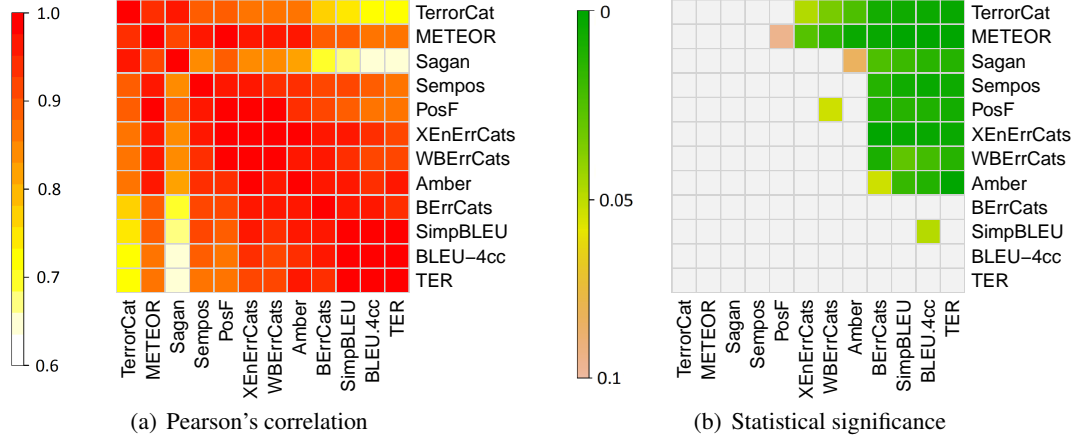 1.0
0.9
0.8
0.7
0.6
TerrorCat
METEOR
Sagan
Sempos
PosF
XEnErrCats
WBErrCats
Amber
BErrCats
SimpBLEU
BLEU−4cc
TER
TerrorCat
METEOR
Sagan
Sempos
PosF
XEnErrCats
WBErrCats
Amber
BErrCats
SimpBLEU
BLEU.4cc
TER
(a) Pearson's correlation
0
0.05
0.1
TerrorCat
METEOR
Sagan
Sempos
PosF
XEnErrCats
WBErrCats
Amber
BErrCats
SimpBLEU
BLEU−4cc
TER
TerrorCat
METEOR
Sagan
Sempos
PosF
XEnErrCats
WBErrCats
Amber
BErrCats
SimpBLEU
BLEU.4cc
TER
(b) Statistical significance